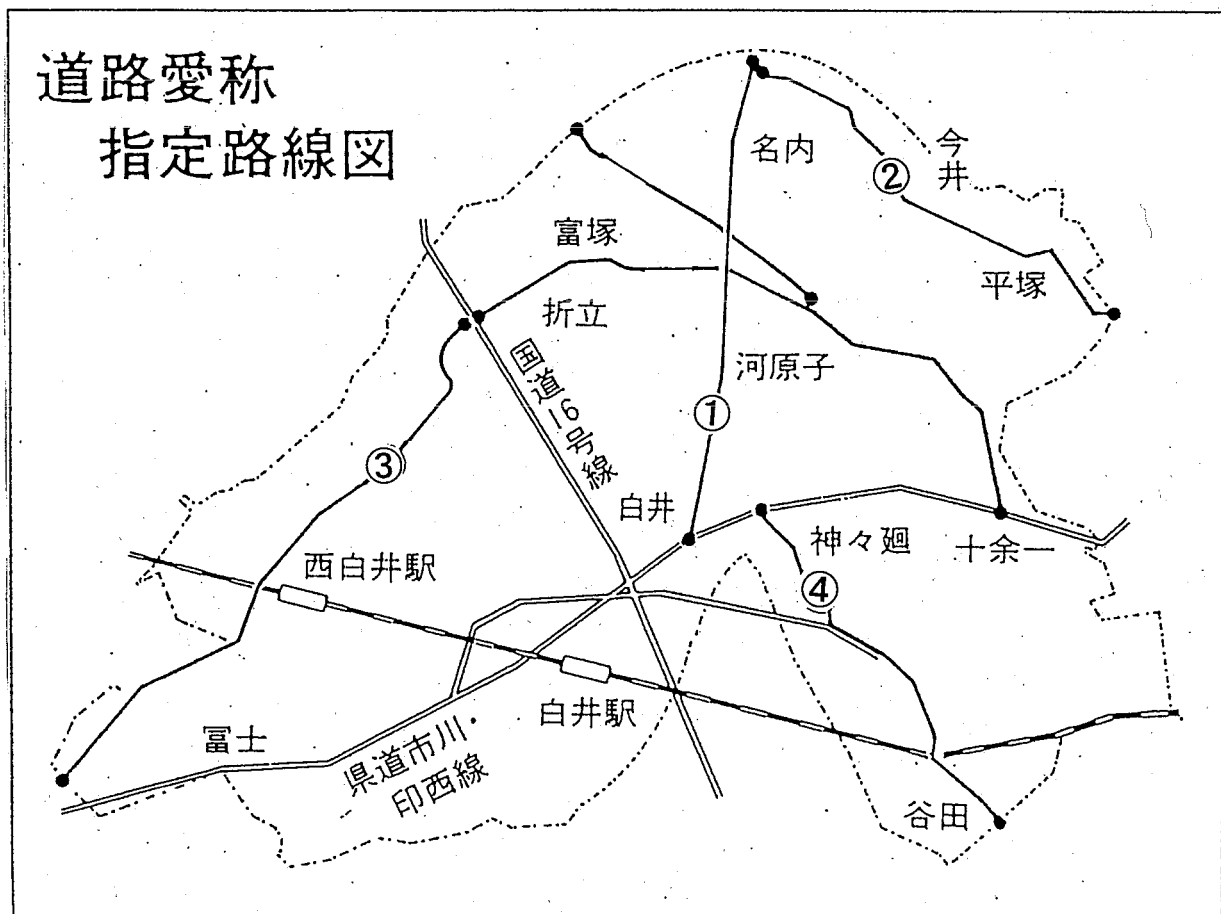 道路愛称
指定路線図
名内
今井
②
富塚
平塚
折立
国道16号線
河原子
①
③
白井
神々廻
十余一
西白井駅
④
白井駅
冨士
県道市川・
印西線
谷田